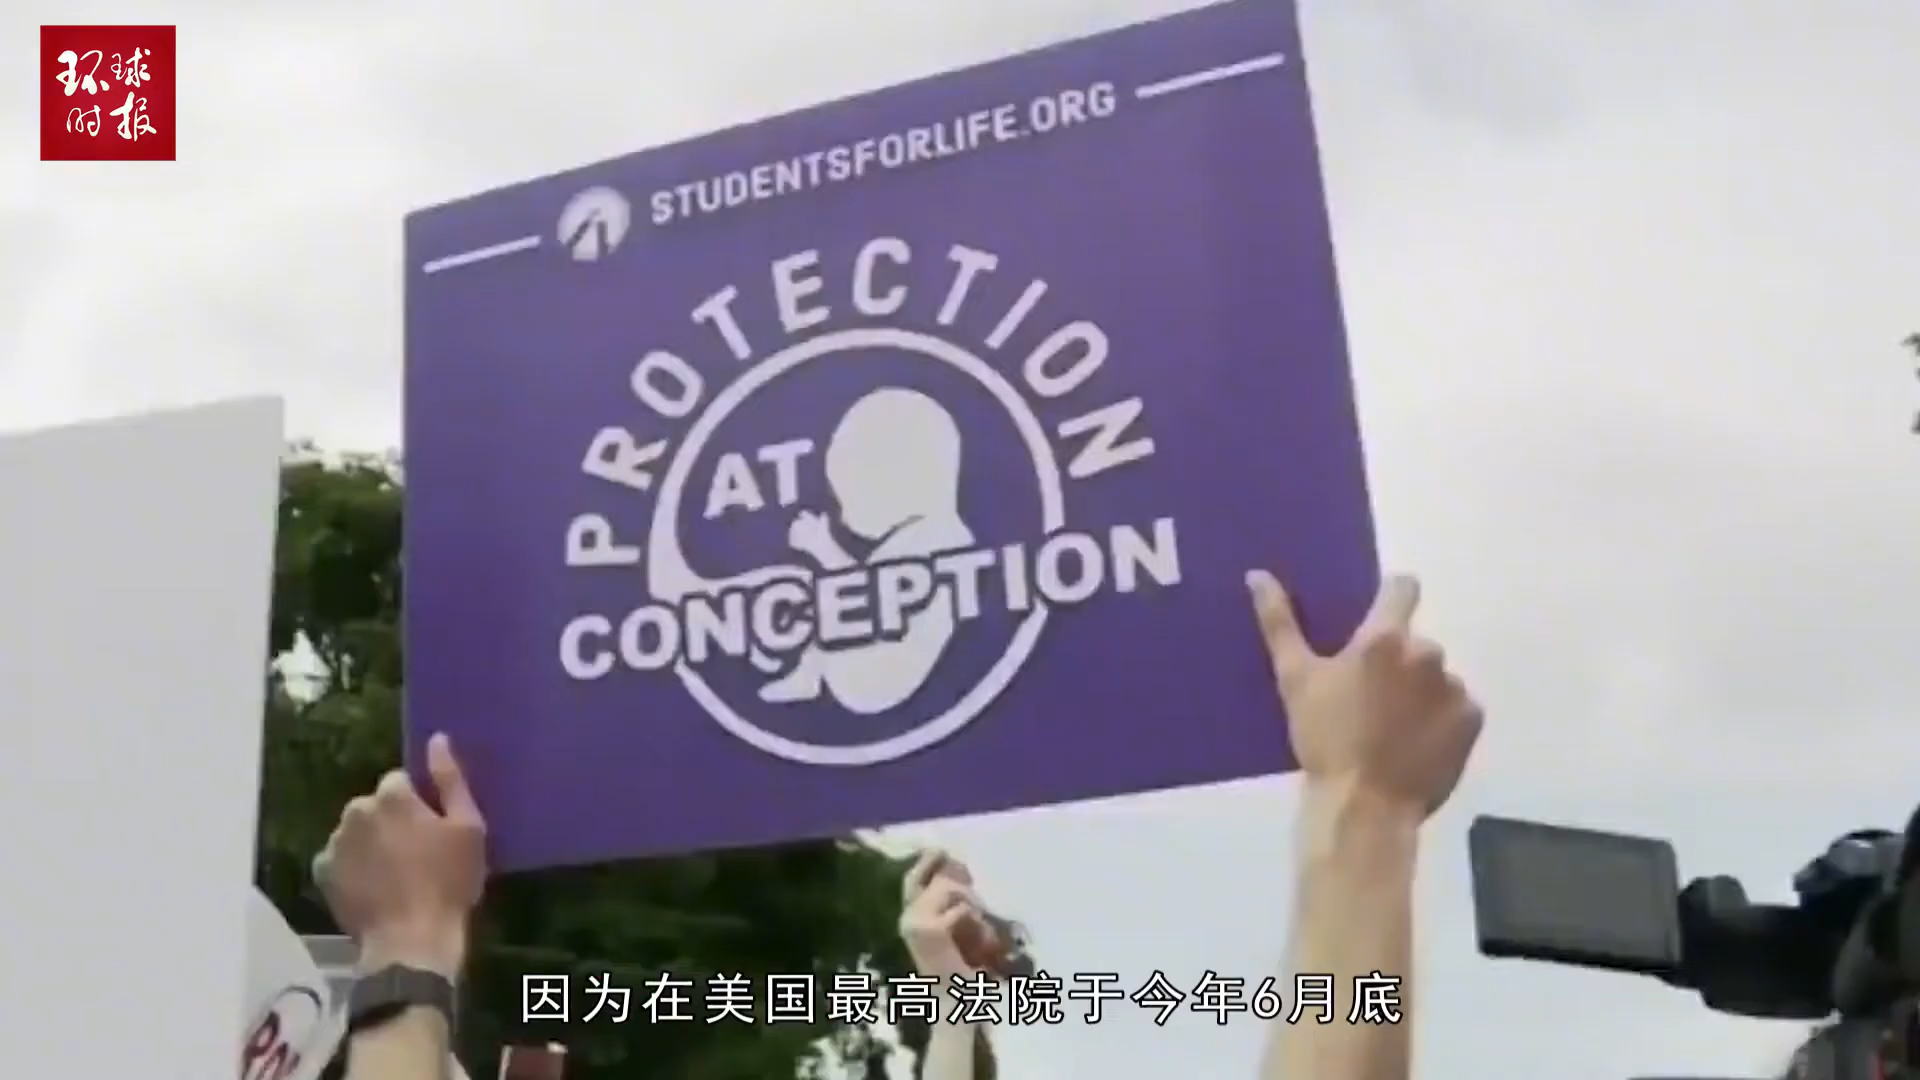 环球
时报
STUDENTSFORLIFE.ORG
PROTECTION
AT
CONCEPTION
因为在美国最高法院于今年6月底